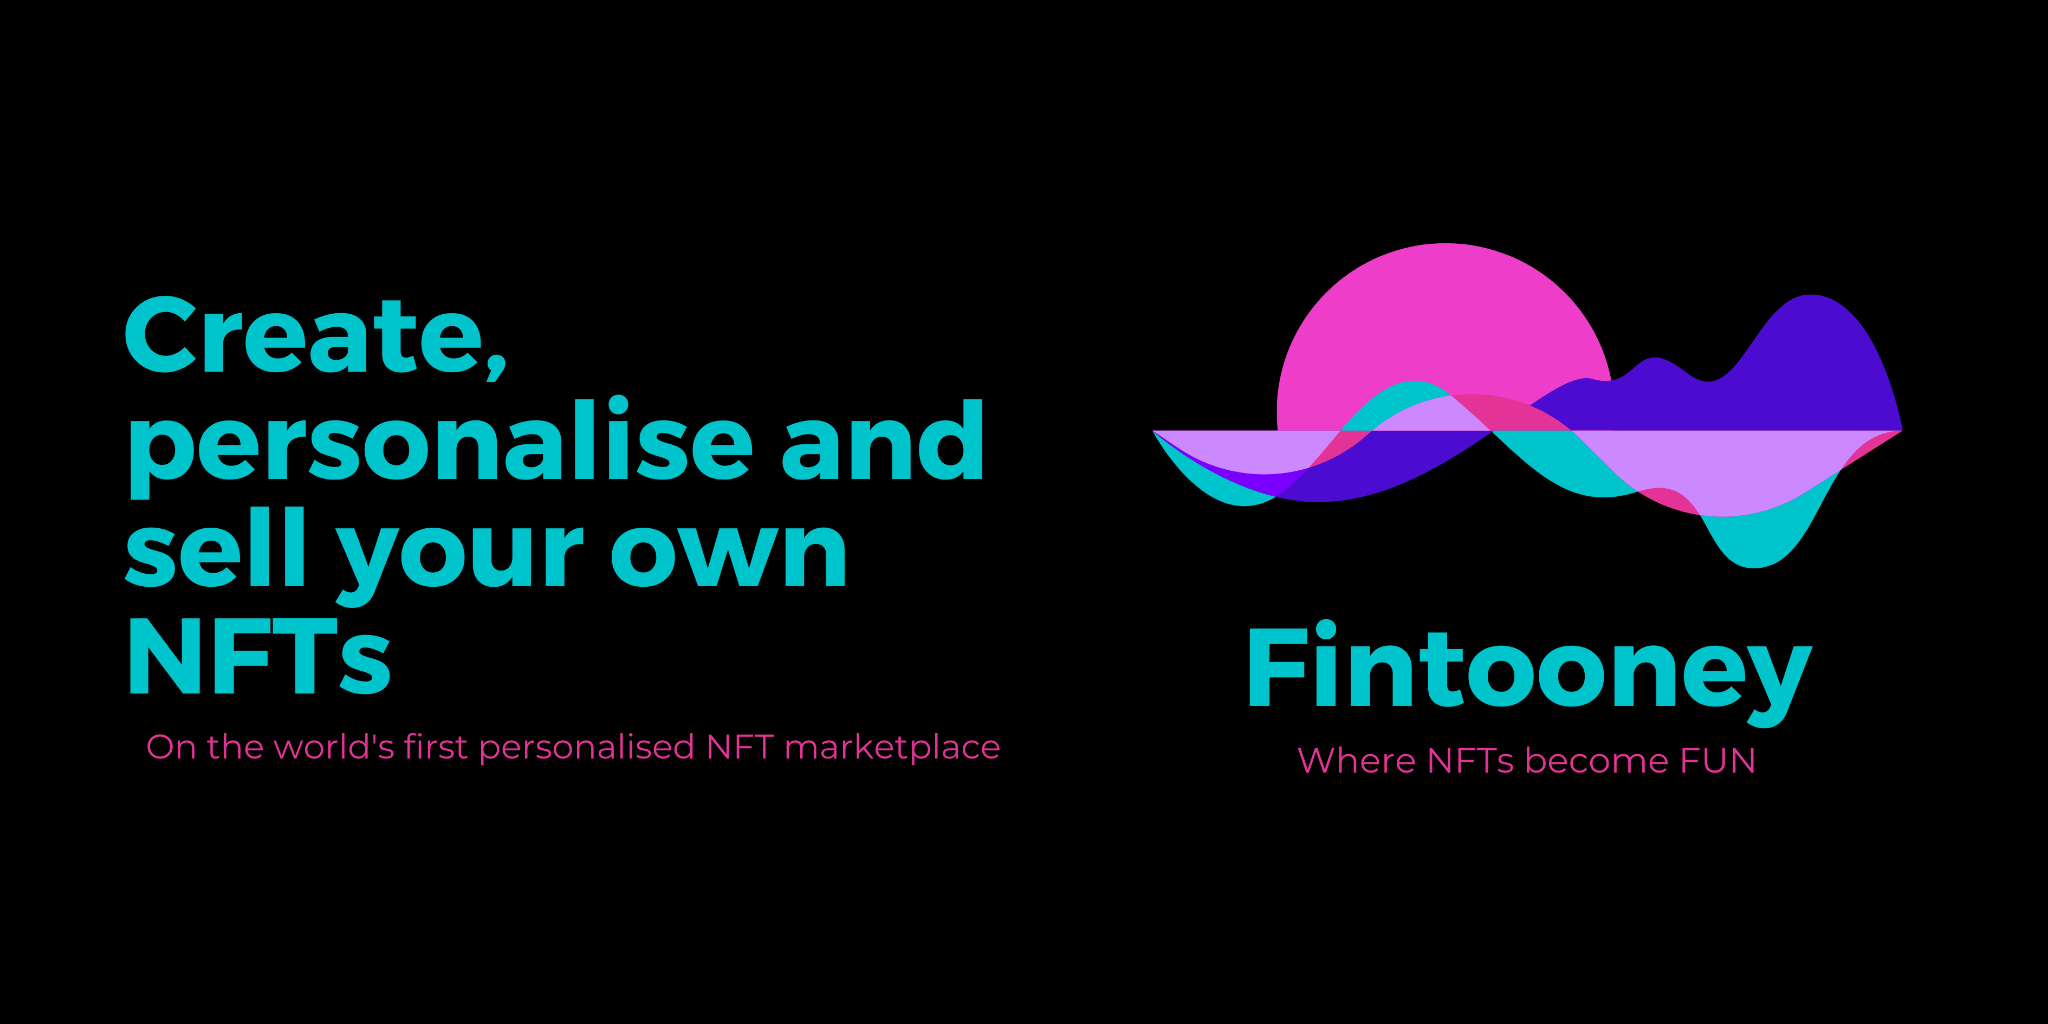 Create,
personalise and
sell your own
NFTs
On the world's first personalised NFT marketplace
Fintooney
Where NFTs become FUN